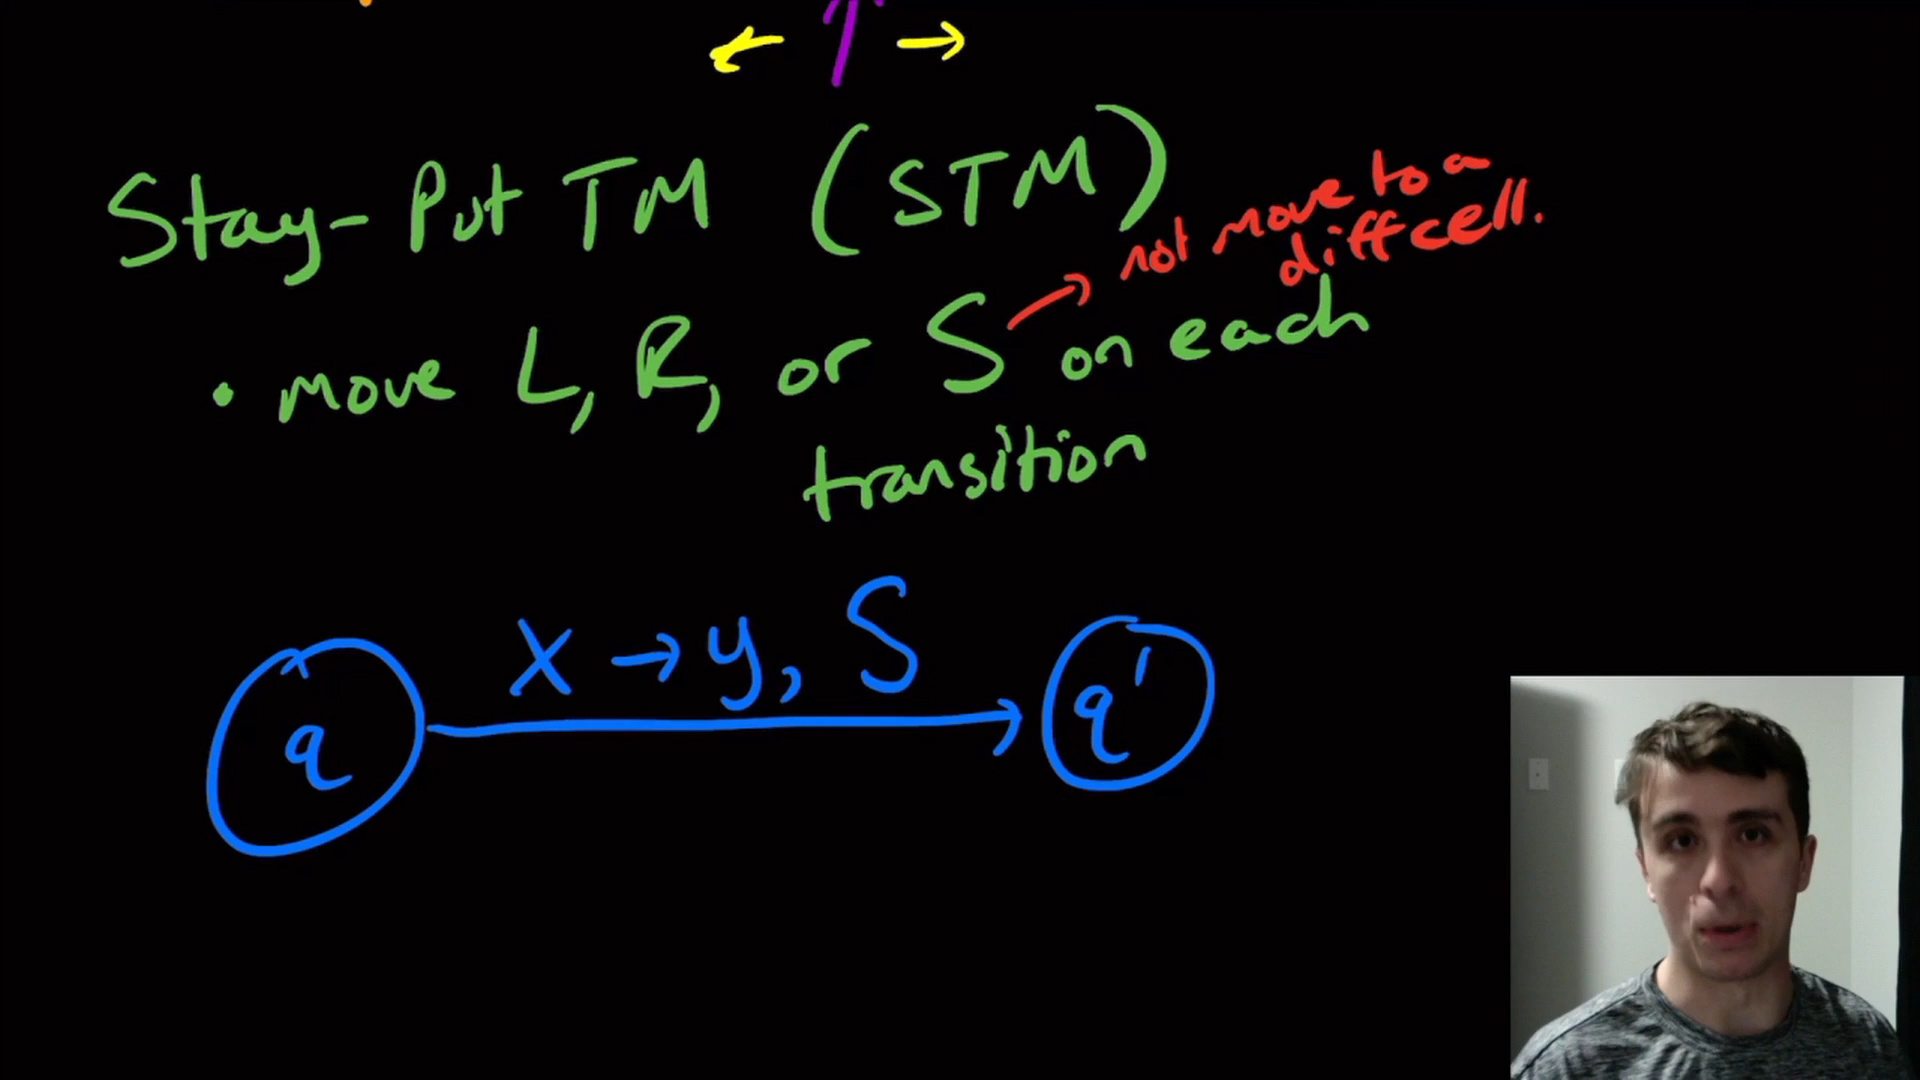 Stay-Put TM (STM)
not move to a
diff cell.
• move L, R, or S on each
transition
x → y, S
q
q'